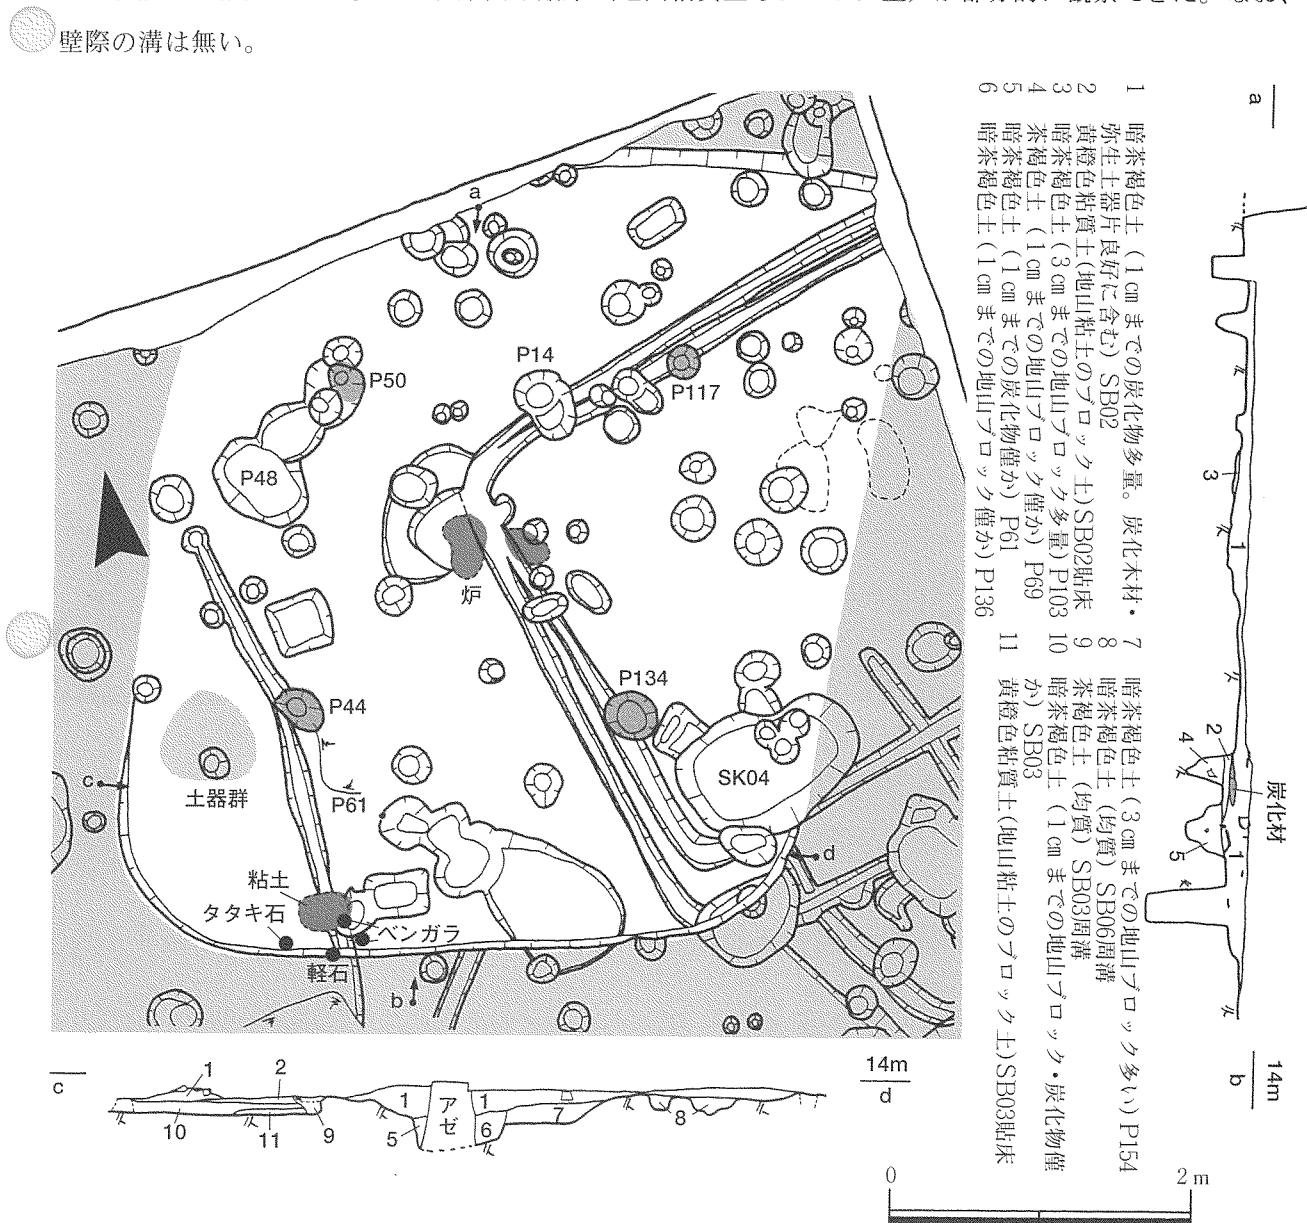 壁際の溝は無い。
a
P50
P14
P117
P48
炉
P134
P44
SK04
c
土器群
P61
d
粘土
タタキ石
ベンガラ
軽石
b
1 暗茶褐色土(1㎝までの炭化物多量。炭化木材・
弥生土器片良好に含む) SB02
2 黄橙色粘質土(地山粘土のブロック土)SB02貼床
3 暗茶褐色土(3㎝までの地山ブロック多量)P103
4 茶褐色土(1㎝までの地山ブロック僅か) P69
5 暗茶褐色土(1㎝までの炭化物僅か) P61
6 暗茶褐色土(1㎝までの地山ブロック僅か)P136
7 暗茶褐色土(3㎝までの地山ブロック多い)P154
8 暗茶褐色土(均質)SB06周溝
9 茶褐色土(均質)SB03周溝
10 暗茶褐色土(1㎝までの地山ブロック・炭化物僅
か)SB03
11 黄橙色粘質土(地山粘土のブロック土)SB03貼床
a
3
1
2
4
炭化材
5
1
14m
b
c
1
2
10
11
9
1
アゼ
1
5
6
7
8
14m
d
0
2m